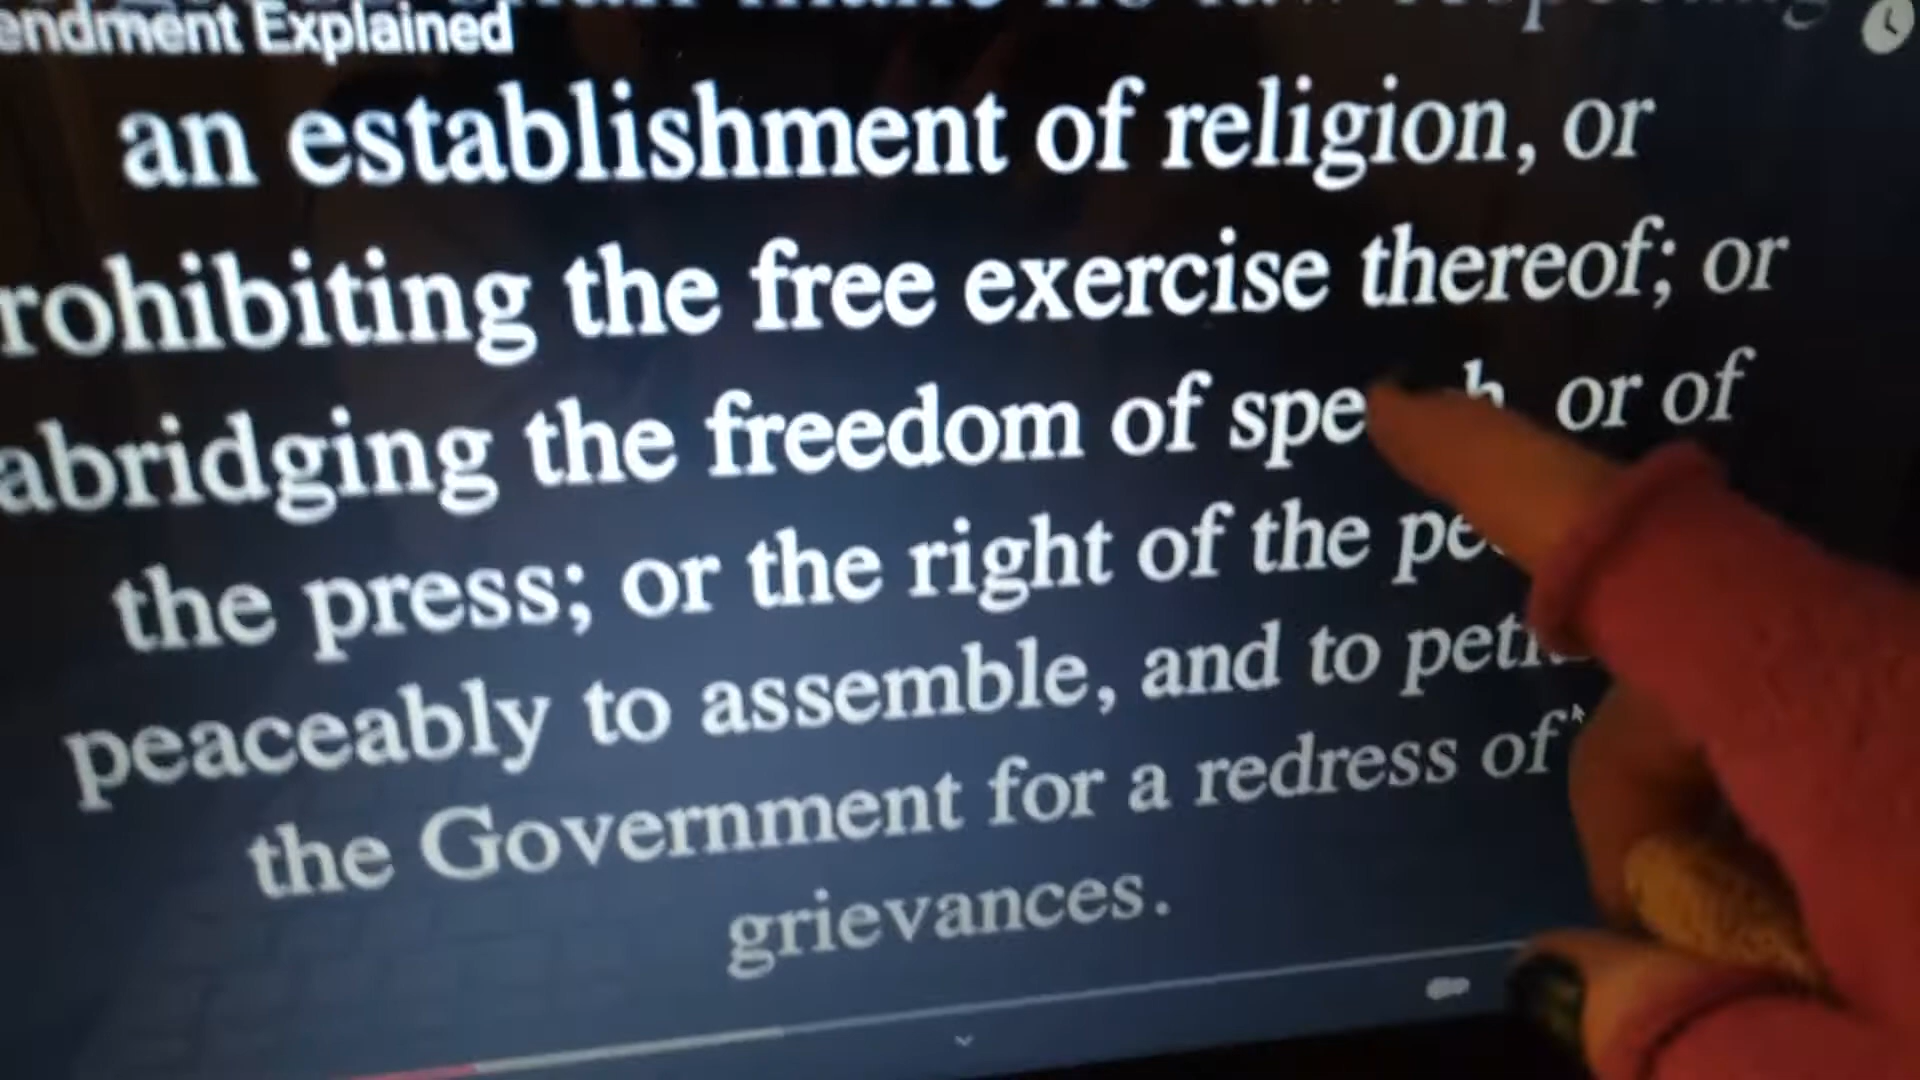 endment Explained
an establishment of religion, or
rohibiting the free exercise thereof; or
abridging the freedom of spe h, or of
the press; or the right of the pe
peaceably to assemble, and to peti
the Government for a redress of
grievances.